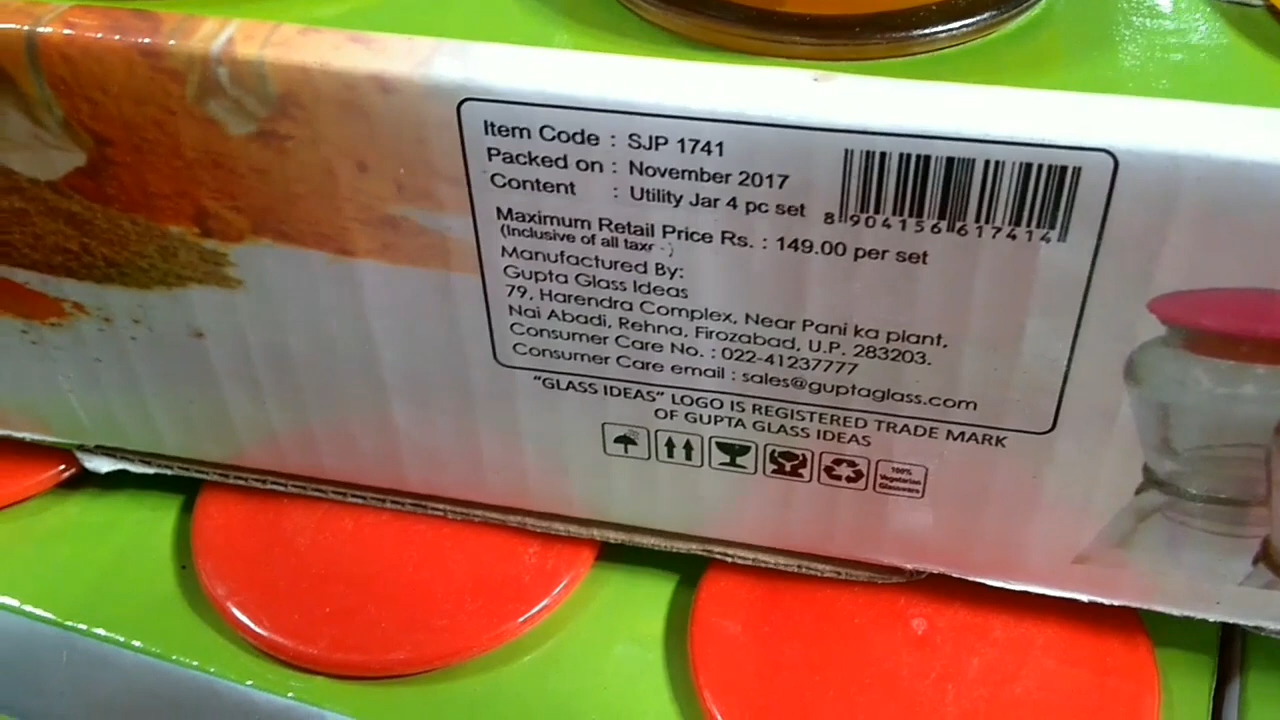 Item Code : SJP 1741
Packed on : November 2017
Content : Utility Jar 4 pc set
8 904156 617414
Maximum Retail Price Rs. : 149.00 per set
(Inclusive of all
Manufactured By:
Gupta Glass Ideas
79, Harendra Complex, Near Pani ka plant,
Nai Abadi, Rehna, Firozabad, U.P. 283203.
Consumer Care No. : 022-41237777
Consumer Care email : sales@guptaglass.com
"GLASS IDEAS" LOGO IS REGISTERED TRADE MARK
OF GUPTA GLASS IDEAS
100%
Vegetarian
Glassware